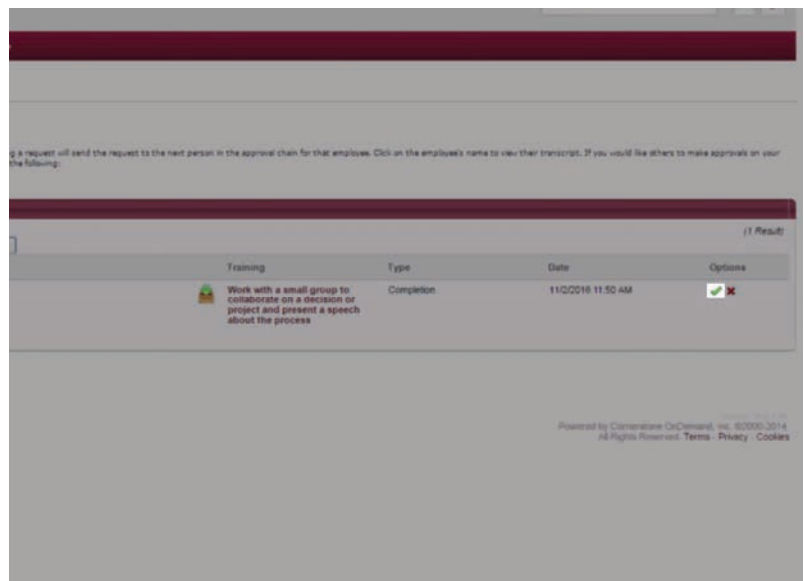 g a request will send the request to the next person in the approval chain for that employee. Click on the employee's name to view their transcript. If you would like others to make approvals on your
the following:
(1 Result)
Training Type Date Options
Work with a small group to Completion 11/2/2016 11:50 AM
collaborate on a decision or
project and present a speech
about the process
Powered by Cornerstone OnDemand, Inc. ©2000-2014
All Rights Reserved. Terms - Privacy - Cookies